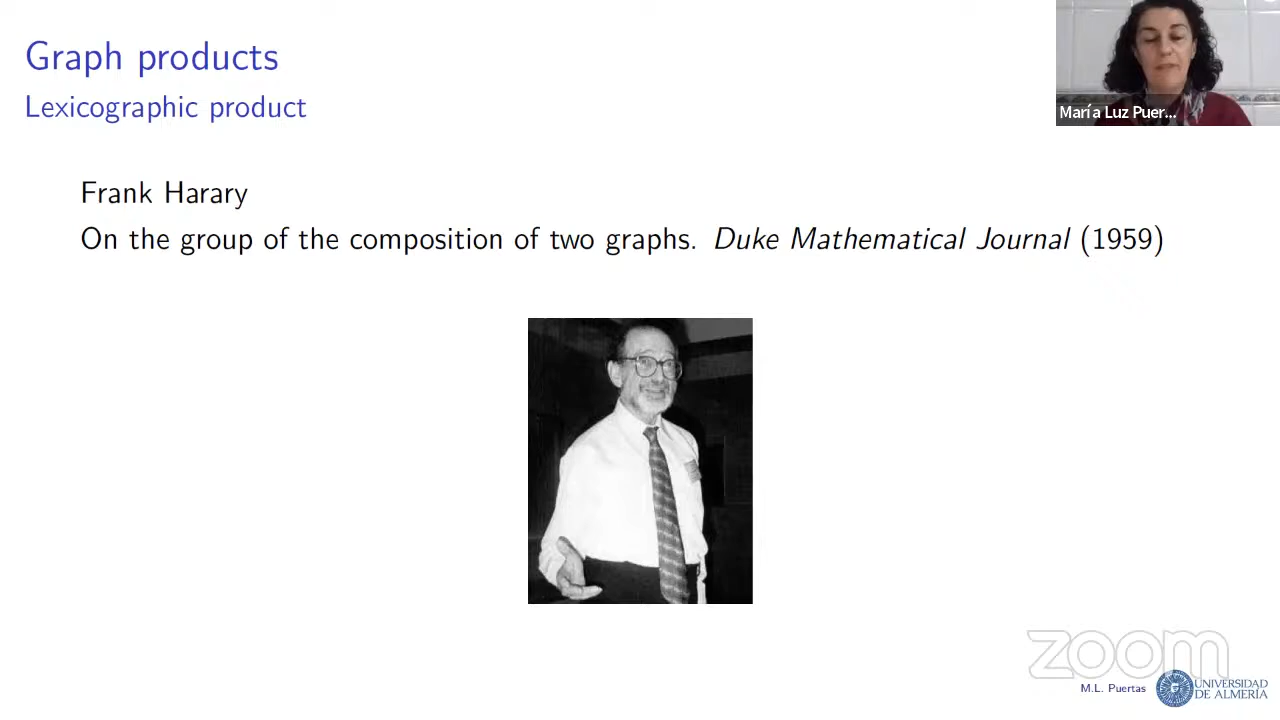 Graph products
Lexicographic product
María Luz Puer...
Frank Harary
On the group of the composition of two graphs. Duke Mathematical Journal (1959)
zoom
M.L. Puertas
UNIVERSIDAD
DE ALMERÍA